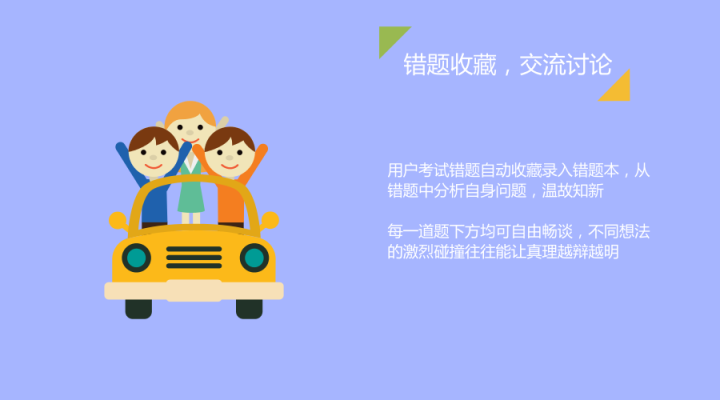 错题收藏，交流讨论
用户考试错题自动收藏录入错题本，从
错题中分析自身问题，温故知新
每一道题下方均可自由畅谈，不同想法
的激烈碰撞往往能让真理越辩越明